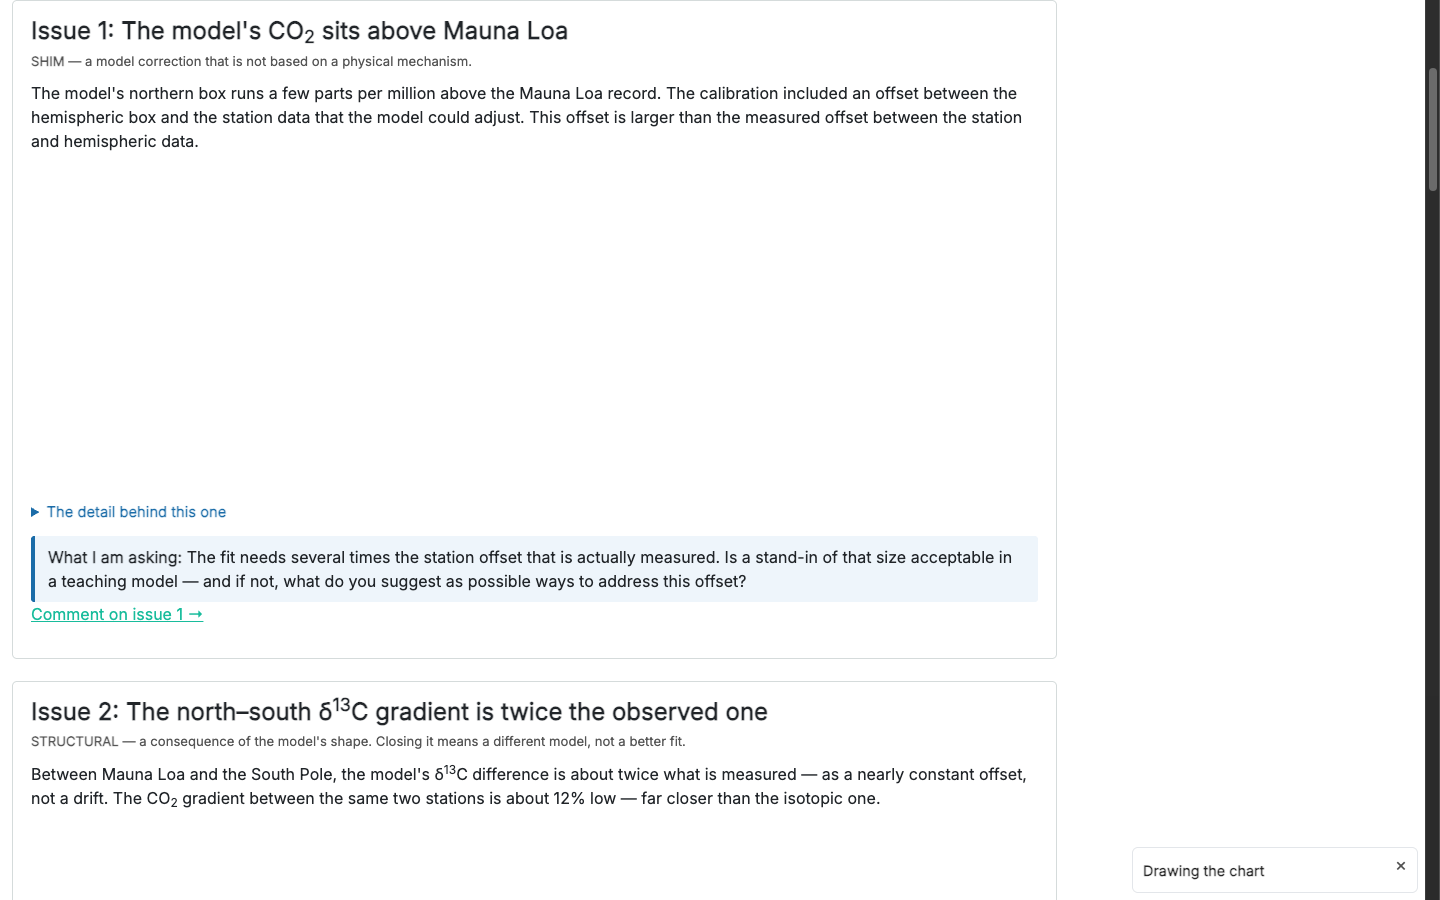 Issue 1: The model's CO₂ sits above Mauna Loa
SHIM — a model correction that is not based on a physical mechanism.
The model's northern box runs a few parts per million above the Mauna Loa record. The calibration included an offset between the
hemispheric box and the station data that the model could adjust. This offset is larger than the measured offset between the station
and hemispheric data.
▶ The detail behind this one
What I am asking: The fit needs several times the station offset that is actually measured. Is a stand-in of that size acceptable in
a teaching model — and if not, what do you suggest as possible ways to address this offset?
Comment on issue 1 →
Issue 2: The north–south δ¹³C gradient is twice the observed one
STRUCTURAL — a consequence of the model's shape. Closing it means a different model, not a better fit.
Between Mauna Loa and the South Pole, the model's δ¹³C difference is about twice what is measured — as a nearly constant offset,
not a drift. The CO₂ gradient between the same two stations is about 12% low — far closer than the isotopic one.
Drawing the chart ×